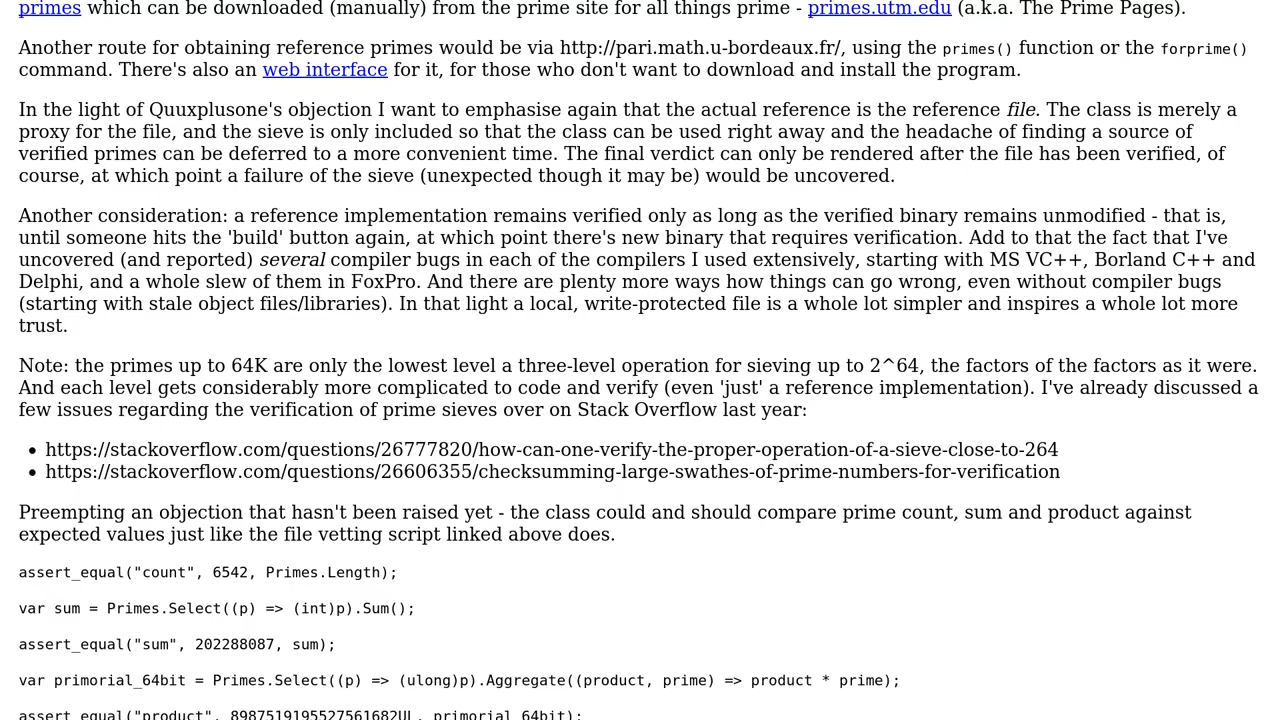 primes which can be downloaded (manually) from the prime site for all things prime - primes.utm.edu (a.k.a. The Prime Pages).
Another route for obtaining reference primes would be via http://pari.math.u-bordeaux.fr/, using the primes() function or the forprime()
command. There's also an web interface for it, for those who don't want to download and install the program.
In the light of Quuxplusone's objection I want to emphasise again that the actual reference is the reference file. The class is merely a
proxy for the file, and the sieve is only included so that the class can be used right away and the headache of finding a source of
verified primes can be deferred to a more convenient time. The final verdict can only be rendered after the file has been verified, of
course, at which point a failure of the sieve (unexpected though it may be) would be uncovered.
Another consideration: a reference implementation remains verified only as long as the verified binary remains unmodified - that is,
until someone hits the 'build' button again, at which point there's new binary that requires verification. Add to that the fact that I've
uncovered (and reported) several compiler bugs in each of the compilers I used extensively, starting with MS VC++, Borland C++ and
Delphi, and a whole slew of them in FoxPro. And there are plenty more ways how things can go wrong, even without compiler bugs
(starting with stale object files/libraries). In that light a local, write-protected file is a whole lot simpler and inspires a whole lot more
trust.
Note: the primes up to 64K are only the lowest level a three-level operation for sieving up to 2^64, the factors of the factors as it were.
And each level gets considerably more complicated to code and verify (even 'just' a reference implementation). I've already discussed a
few issues regarding the verification of prime sieves over on Stack Overflow last year:
• https://stackoverflow.com/questions/26777820/how-can-one-verify-the-proper-operation-of-a-sieve-close-to-264
• https://stackoverflow.com/questions/26606355/checksumming-large-swathes-of-prime-numbers-for-verification
Preempting an objection that hasn't been raised yet - the class could and should compare prime count, sum and product against
expected values just like the file vetting script linked above does.
assert_equal("count", 6542, Primes.Length);
var sum = Primes.Select((p) => (int)p).Sum();
assert_equal("sum", 202288087, sum);
var primorial_64bit = Primes.Select((p) => (ulong)p).Aggregate((product, prime) => product * prime);
assert_equal("product", 8987519195527561682UL, primorial_64bit);